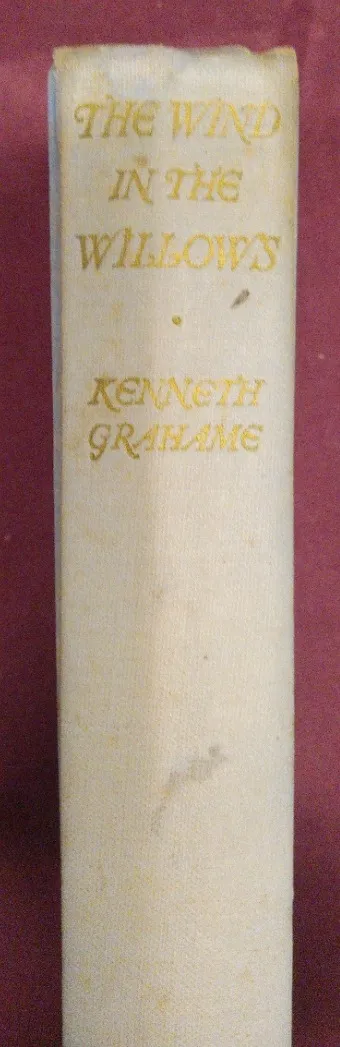 THE WIND
IN THE
WILLOWS
•
KENNETH
GRAHAME